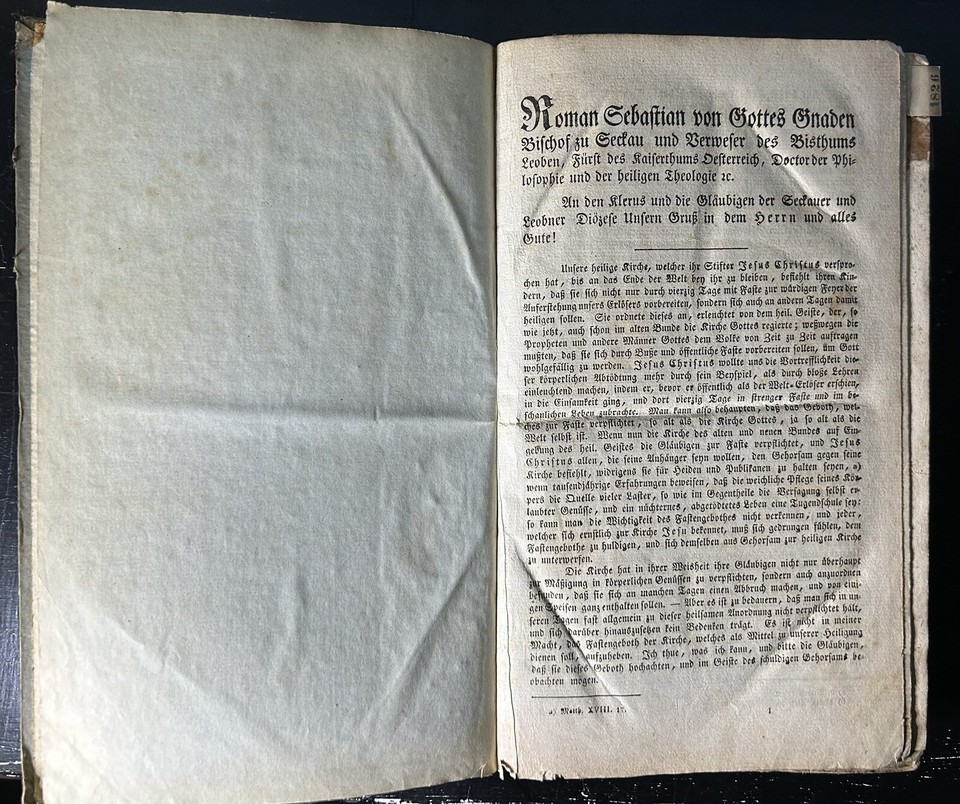 1826
Roman Sebastian von Gottes Gnaden
Bischof zu Seckau und Verweser des Bisthums
Leoben, Fürst des Kaiserthums Oesterreich, Doctor der Phi-
losophie und der heiligen Theologie ꝛc.
An den Klerus und die Gläubigen der Seckauer und
Leobner Diözese Unsern Gruß in dem Herrn und alles
Gute!
Unsere heilige Kirche, welcher ihr Stifter Jesus Christus verspro-
chen hat, bis an das Ende der Welt bey ihr zu bleiben, befiehlt ihren Kin-
dern, daß sie sich nicht nur durch vierzig Tage mit Faste zur würdigen Feyer der
Auferstehung unsers Erlösers vorbereiten, sondern sich auch an andern Tagen damit
heiligen sollen. Sie ordnete dieses an, erleuchtet von dem heil. Geiste, der, so
wie jetzt, auch schon im alten Bunde die Kirche Gottes regierte; weßwegen die
Propheten und andere Männer Gottes dem Volke von Zeit zu Zeit auftragen
mußten, daß sie sich durch Buße und öffentliche Faste vorbereiten sollen, um Gott
wohlgefällig zu werden. Jesus Christus wollte uns die Vortrefflichkeit die-
ser körperlichen Abtödtung mehr durch sein Beyspiel, als durch bloße Lehren
einleuchtend machen, indem er, bevor er öffentlich als der Welt-Erlöser erschien,
in die Einsamkeit ging, und dort vierzig Tage in strenger Faste und im be-
schaulichen Leben zubrachte. Man kann also behaupten, daß das Geboth, wel-
ches zur Faste verpflichtet, so alt als die Kirche Gottes, ja so alt als die
Welt selbst ist. Wenn nun die Kirche des alten und neuen Bundes auf Ein-
gebung des heil. Geistes die Gläubigen zur Faste verpflichtet, und Jesus
Christus allen, die seine Anhänger seyn wollen, den Gehorsam gegen seine
Kirche befiehlt, widrigens sie für Heiden und Publikanen zu halten seyen, a)
wenn tausendjährige Erfahrungen beweisen, daß die weichliche Pflege seines Kör-
pers die Quelle vieler Laster, so wie im Gegentheile die Versagung selbst er-
laubter Genüsse, und ein nüchternes, abgetödtetes Leben eine Tugendschule sey:
so kann man die Wichtigkeit des Fastengebothes nicht verkennen, und jeder,
welcher sich ernstlich zur Kirche Jesu bekennet, muß sich gedrungen fühlen, dem
Fastengebothe zu huldigen, und sich demselben aus Gehorsam zur heiligen Kirche
zu unterwerfen.
Die Kirche hat in ihrer Weisheit ihre Gläubigen nicht nur überhaupt
zur Mäßigung in körperlichen Genüssen zu verpflichten, sondern auch anzuordnen
befunden, daß sie sich an manchen Tagen einen Abbruch machen, und von eini-
gen Speisen ganz enthalten sollen. — Aber es ist zu bedauern, daß man sich in un-
seren Tagen fast allgemein zu dieser heilsamen Anordnung nicht verpflichtet hält,
und sich darüber hinauszusetzen kein Bedenken trägt. Es ist nicht in meiner
Macht, das Fastengeboth der Kirche, welches als Mittel zu unserer Heiligung
dienen soll, aufzuheben. Ich thue, was ich kann, und bitte die Gläubigen,
daß sie dieses Geboth hochachten, und im Geiste des schuldigen Gehorsams be-
obachten mögen.
a) Matth. XVIII. 17.
1